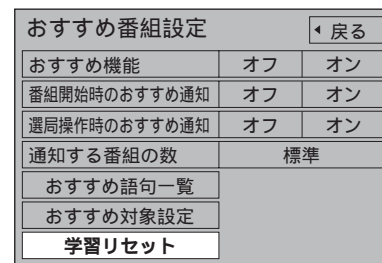 おすすめ番組設定 戻る
おすすめ機能 オフ オン
番組開始時のおすすめ通知 オフ オン
選局操作時のおすすめ通知 オフ オン
通知する番組の数 標準
おすすめ語句一覧
おすすめ対象設定
学習リセット